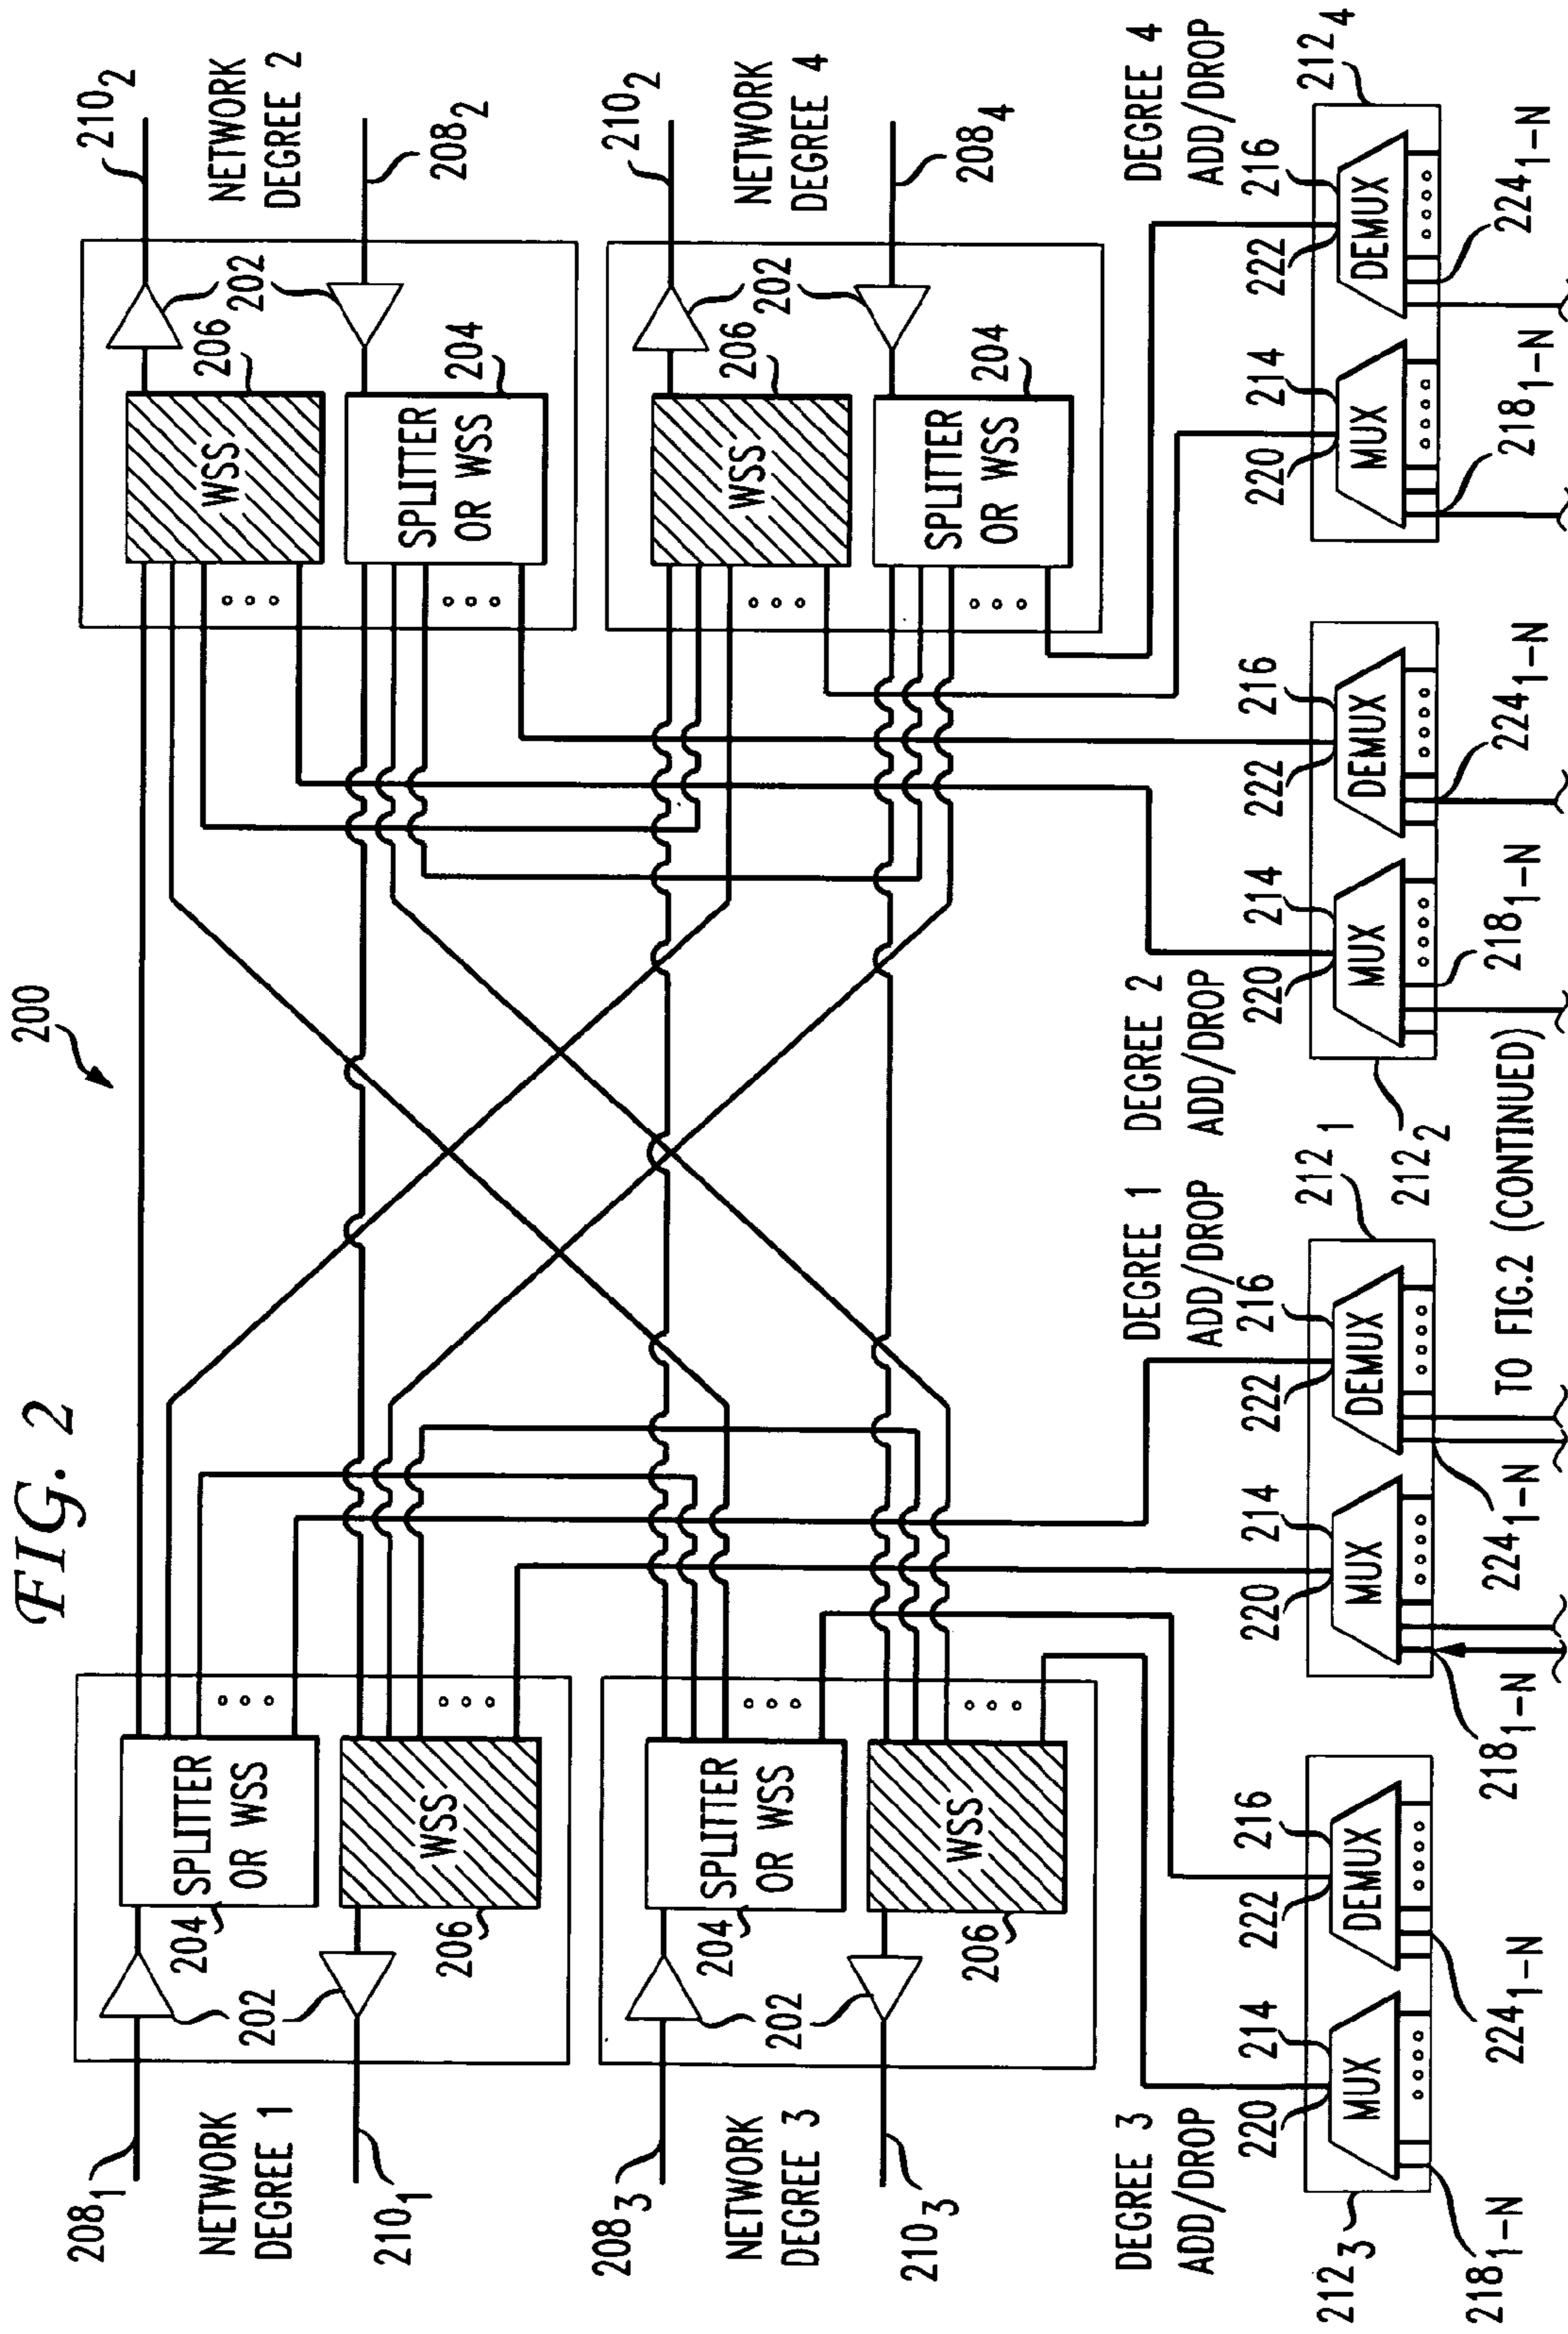 FIG. 2
200
208₁
NETWORK
DEGREE 1
210₁
202
204
SPLITTER
OR WSS
206
WSS
210₂
NETWORK
DEGREE 2
208₂
202
206
WSS
204
SPLITTER
OR WSS
208₃
NETWORK
DEGREE 3
210₃
202
204
SPLITTER
OR WSS
206
WSS
210₂
NETWORK
DEGREE 4
208₄
202
206
WSS
204
SPLITTER
OR WSS
DEGREE 3
ADD/DROP
212₃
220
214
MUX
222
216
DEMUX
218₁₋N
224₁₋N
DEGREE 1
ADD/DROP
212₁
220
214
MUX
222
216
DEMUX
218₁₋N
224₁₋N
DEGREE 2
ADD/DROP
212₂
220
214
MUX
222
216
DEMUX
218₁₋N
224₁₋N
DEGREE 4
ADD/DROP
212₄
220
214
MUX
222
216
DEMUX
218₁₋N
224₁₋N
TO FIG.2 (CONTINUED)